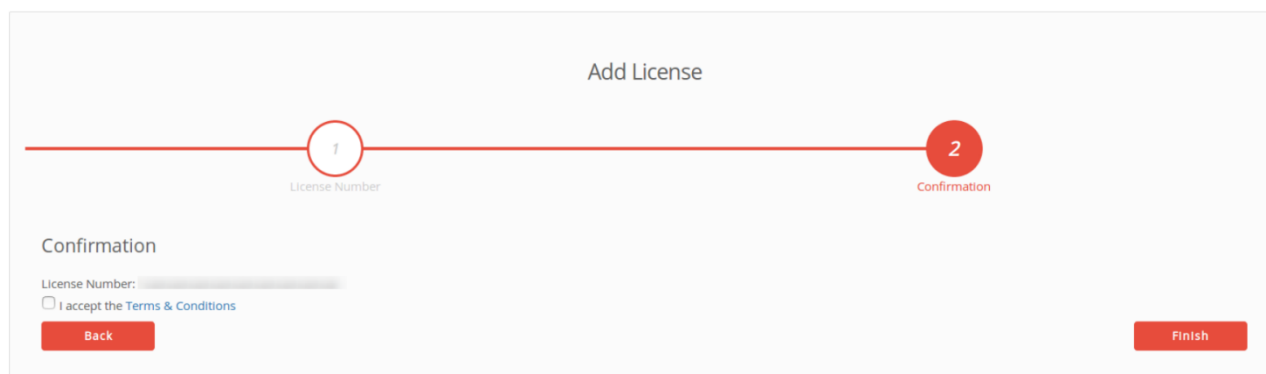 Add License
1
2
License Number
Confirmation
Confirmation
License Number:
I accept the Terms & Conditions
Back
Finish